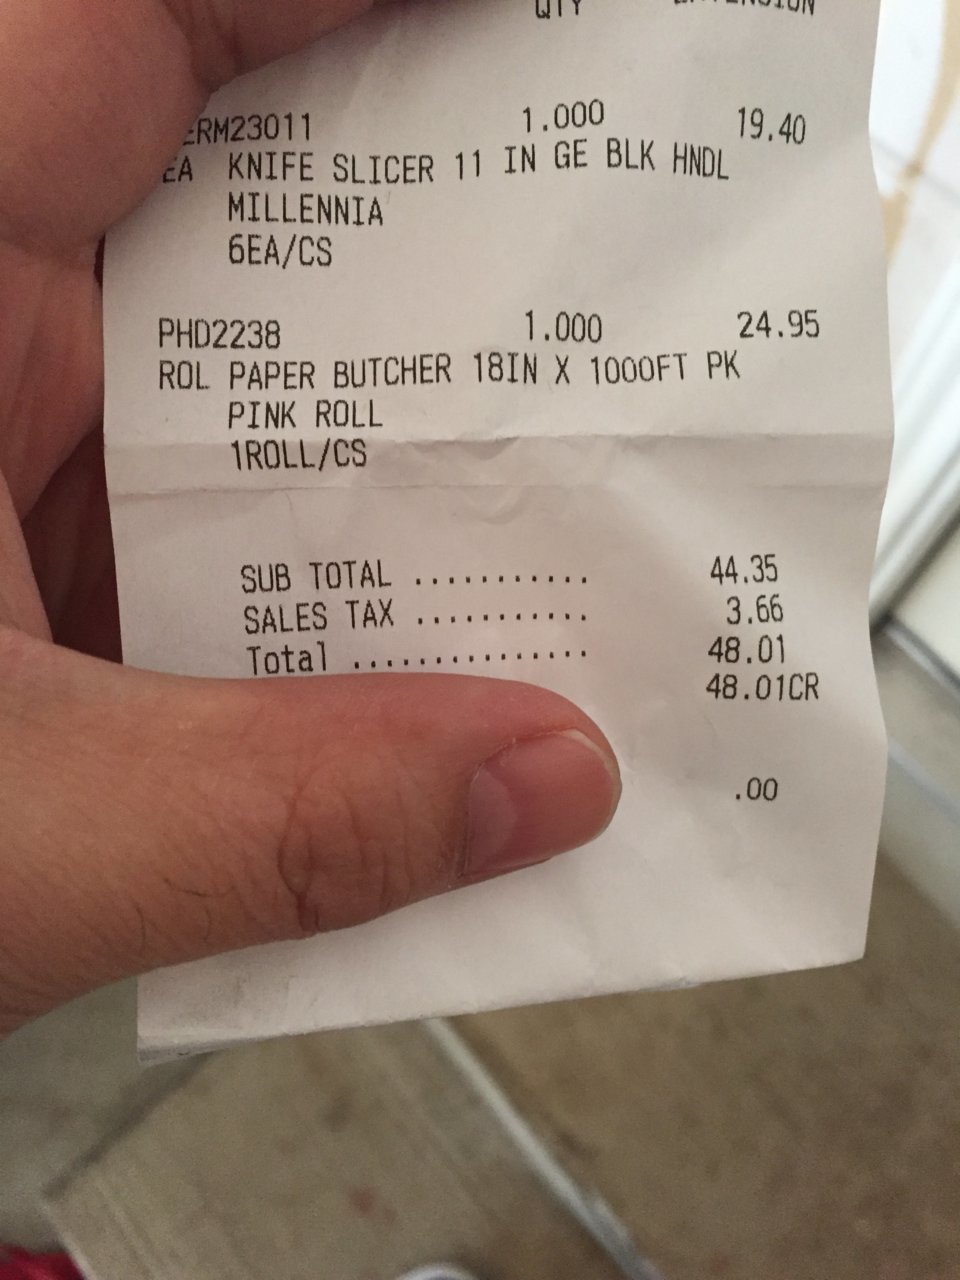 QTY EXTENSION
ERM23011 1.000 19.40
EA KNIFE SLICER 11 IN GE BLK HNDL
MILLENNIA
6EA/CS
PHD2238 1.000 24.95
ROL PAPER BUTCHER 18IN X 1000FT PK
PINK ROLL
1ROLL/CS
SUB TOTAL ........... 44.35
SALES TAX ........... 3.66
Total ............... 48.01
48.01CR
.00